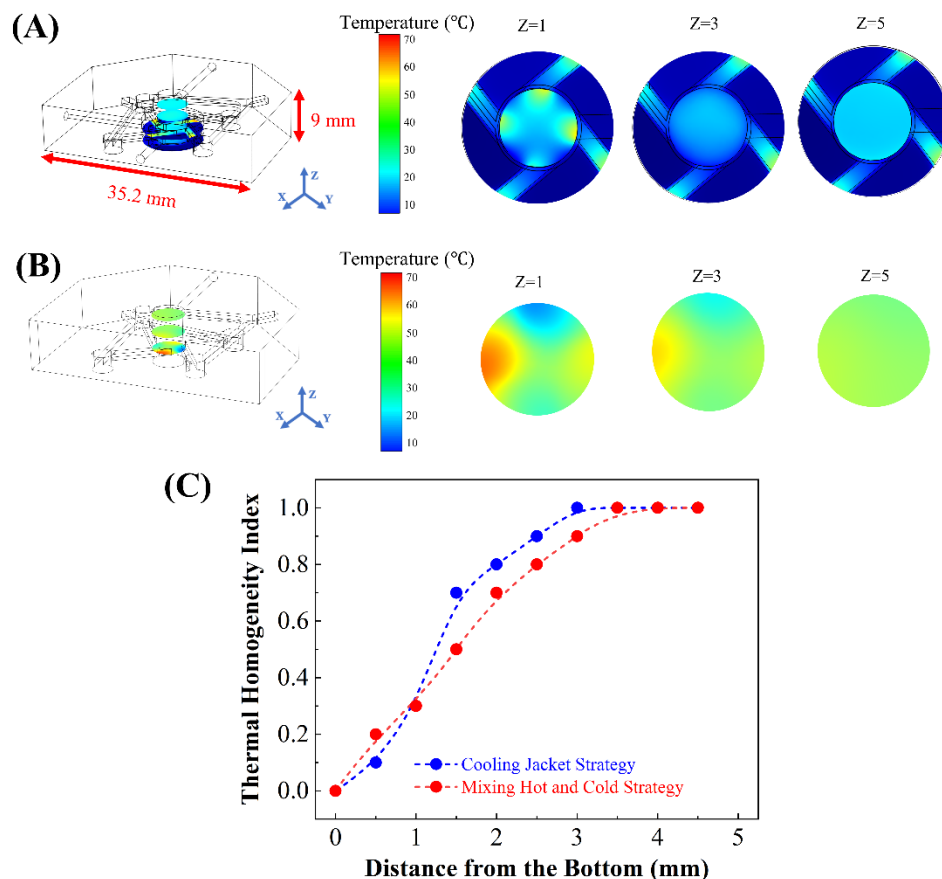 (A)
Temperature (℃)
Z=1
Z=3
Z=5
70
60
50
40
30
20
10
9 mm
35.2 mm
Z
X
Y
(B)
Temperature (℃)
Z=1
Z=3
Z=5
70
60
50
40
30
20
10
Z
X
Y
(C)
Thermal Homogeneity Index
1.0
0.8
0.6
0.4
0.2
0.0
Cooling Jacket Strategy
Mixing Hot and Cold Strategy
0 1 2 3 4 5
Distance from the Bottom (mm)